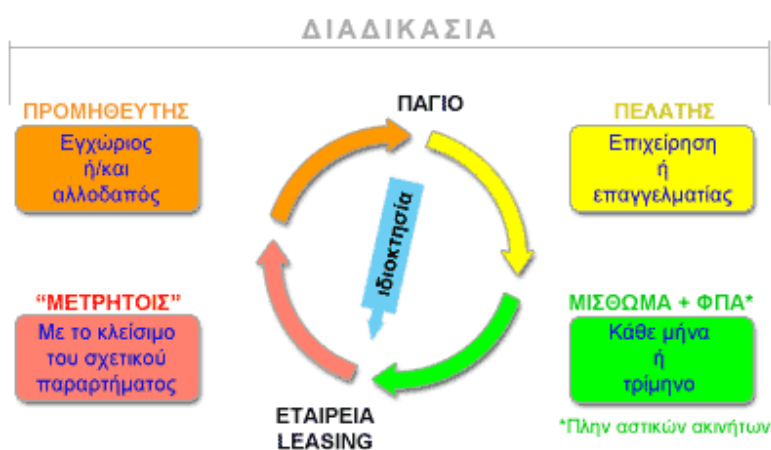 ΔΙΑΔΙΚΑΣΙΑ
ΠΡΟΜΗΘΕΥΤΗΣ
Εγχώριος
ή/και
αλλοδαπός
ΠΑΓΙΟ
ΠΕΛΑΤΗΣ
Επιχείρηση
ή
επαγγελματίας
ιδιοκτησία
“ΜΕΤΡΗΤΟΙΣ”
Με το κλείσιμο
του σχετικού
παραρτήματος
ΜΙΣΘΩΜΑ + ΦΠΑ*
Κάθε μήνα
ή
τρίμηνο
ΕΤΑΙΡΕΙΑ
LEASING
*Πλην αστικών ακινήτων